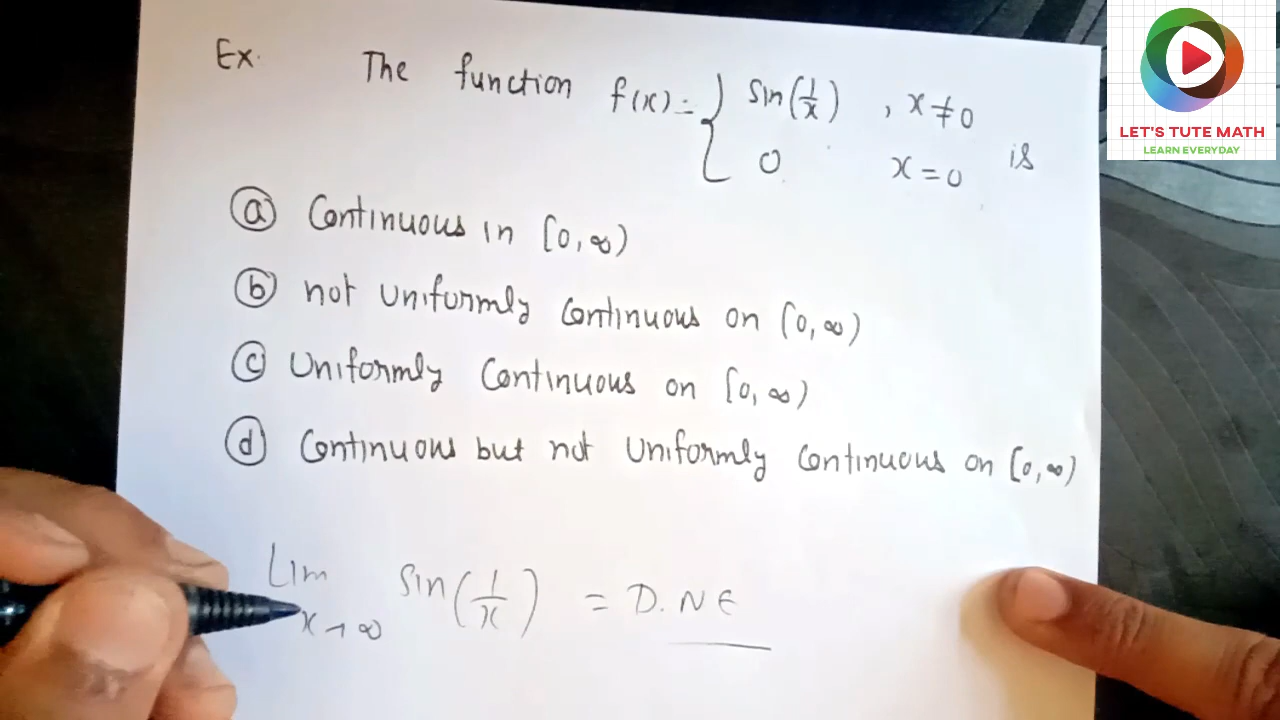 Ex. The function f(x) = { sin(1/x) , x ≠ 0
0 x = 0 is
ⓐ Continuous in [0, ∞)
ⓑ not uniformly continuous on [0, ∞)
ⓒ Uniformly Continuous on [0, ∞)
ⓓ Continuous but not uniformly continuous on [0, ∞)
Lim x→∞ sin(1/x) = D.NE
LET'S TUTE MATH
LEARN EVERYDAY